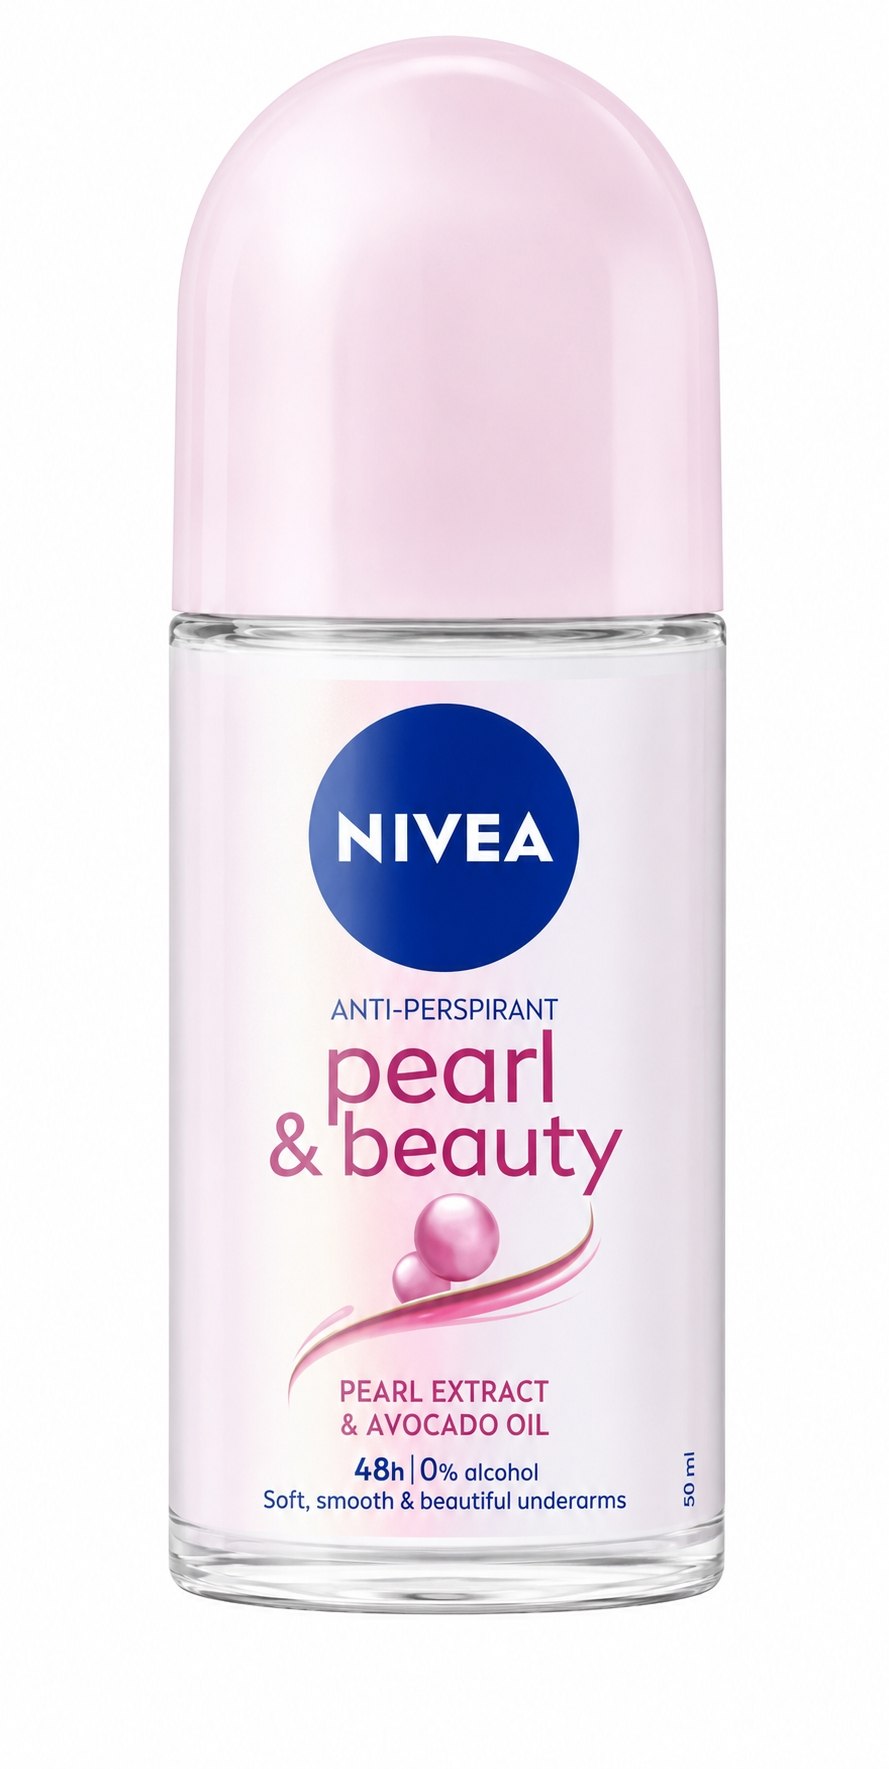 NIVEA
ANTI-PERSPIRANT
pearl
& beauty
PEARL EXTRACT
& AVOCADO OIL
48h | 0% alcohol
Soft, smooth & beautiful underarms
50 ml